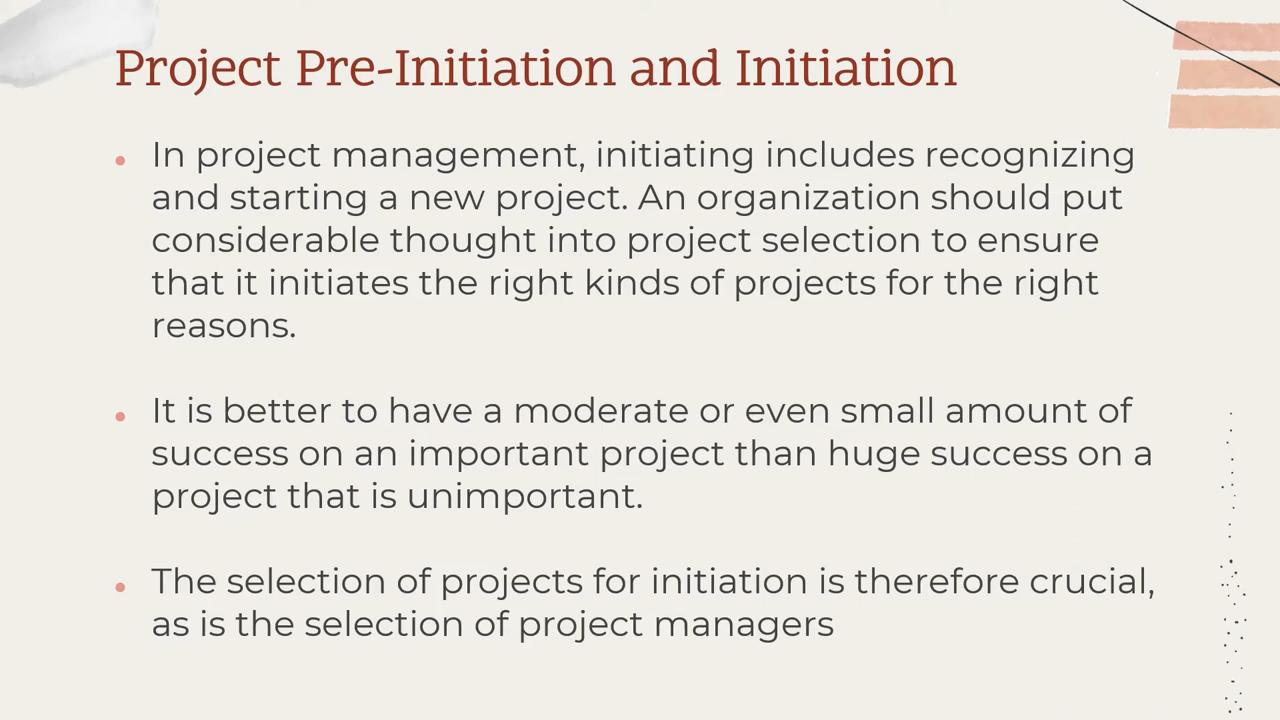 Project Pre-Initiation and Initiation
• In project management, initiating includes recognizing
and starting a new project. An organization should put
considerable thought into project selection to ensure
that it initiates the right kinds of projects for the right
reasons.
• It is better to have a moderate or even small amount of
success on an important project than huge success on a
project that is unimportant.
• The selection of projects for initiation is therefore crucial,
as is the selection of project managers